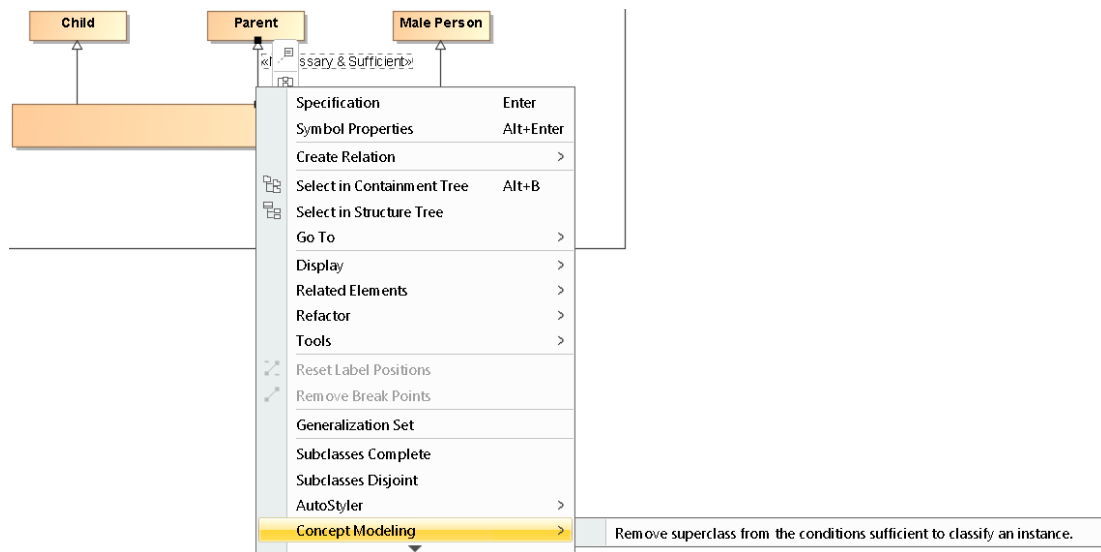 Child
Parent
Male Person
ssary & Sufficient»
Specification Enter
Symbol Properties Alt+Enter
Create Relation >
Select in Containment Tree Alt+B
Select in Structure Tree
Go To >
Display >
Related Elements >
Refactor >
Tools >
Reset Label Positions
Remove Break Points
Generalization Set
Subclasses Complete
Subclasses Disjoint
AutoStyler >
Concept Modeling >
Remove superclass from the conditions sufficient to classify an instance.